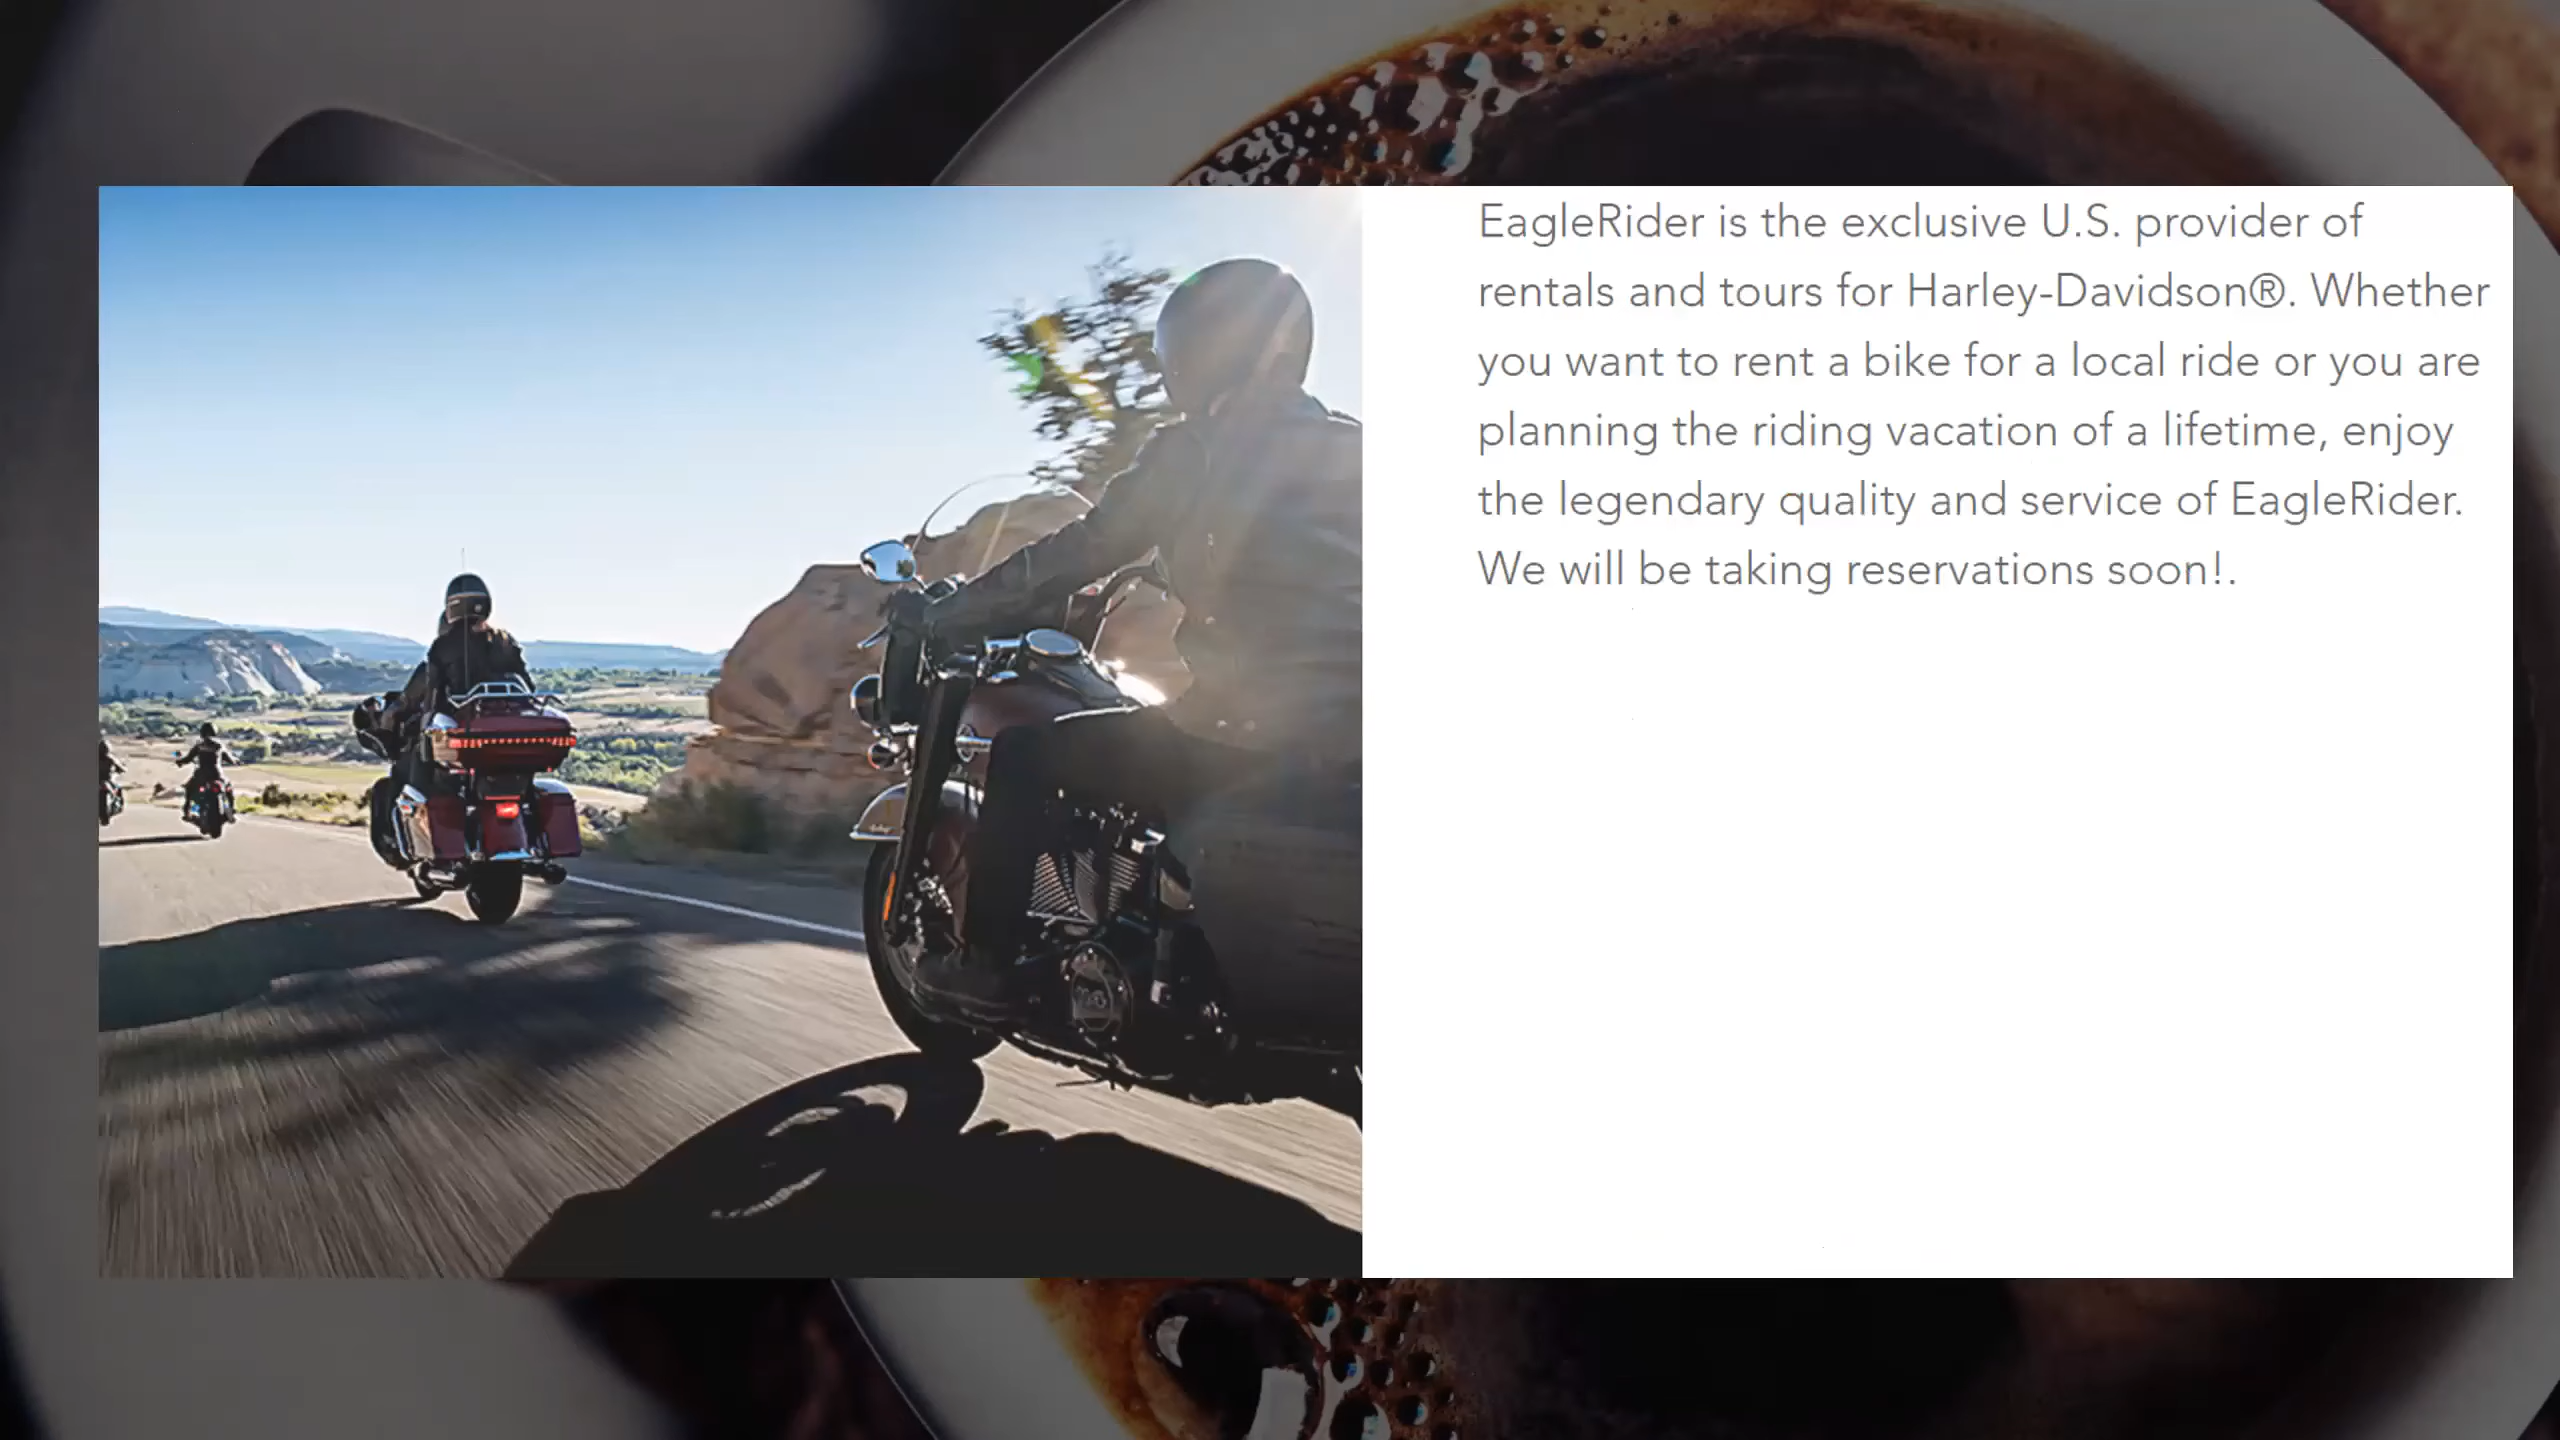 EagleRider is the exclusive U.S. provider of
rentals and tours for Harley-Davidson®. Whether
you want to rent a bike for a local ride or you are
planning the riding vacation of a lifetime, enjoy
the legendary quality and service of EagleRider.
We will be taking reservations soon!.